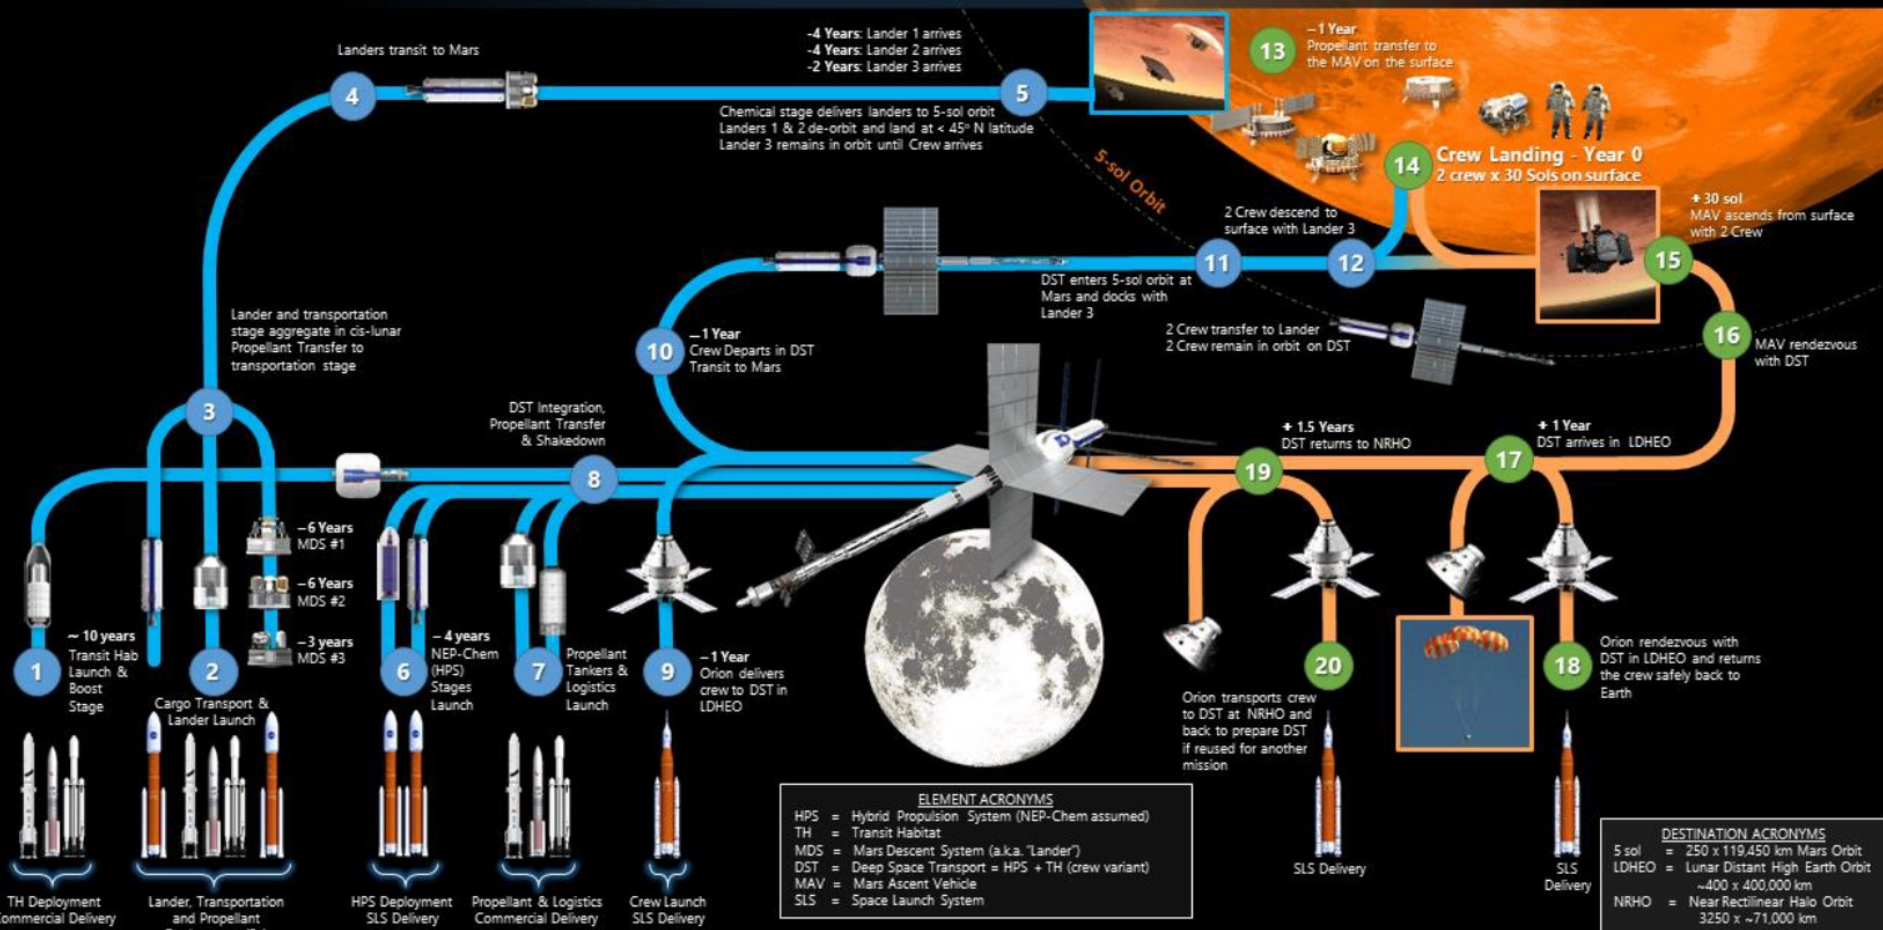 Landers transit to Mars
4
-4 Years: Lander 1 arrives
-4 Years: Lander 2 arrives
-2 Years: Lander 3 arrives
5
Chemical stage delivers landers to 5-sol orbit
Landers 1 & 2 de-orbit and land at < 45° N latitude
Lander 3 remains in orbit until Crew arrives
13
~1 Year
Propellant transfer to
the MAV on the surface
14
Crew Landing - Year 0
2 crew x 30 Sols on surface
5-sol Orbit
2 Crew descend to
surface with Lander 3
11
12
+ 30 sol
MAV ascends from surface
with 2 Crew
15
DST enters 5-sol orbit at
Mars and docks with
Lander 3
2 Crew transfer to Lander
2 Crew remain in orbit on DST
16
MAV rendezvous
with DST
10
~1 Year
Crew Departs in DST
Transit to Mars
Lander and transportation
stage aggregate in cis-lunar
Propellant Transfer to
transportation stage
3
DST Integration,
Propellant Transfer
& Shakedown
8
+ 1.5 Years
DST returns to NRHO
19
+ 1 Year
DST arrives in LDHEO
17
~6 Years
MDS #1
~6 Years
MDS #2
~3 years
MDS #3
1
~ 10 years
Transit Hab
Launch &
Boost
Stage
2
Cargo Transport &
Lander Launch
6
~ 4 years
NEP-Chem
(HPS)
Stages
Launch
7
Propellant
Tankers &
Logistics
Launch
9
~1 Year
Orion delivers
crew to DST in
LDHEO
20
Orion transports crew
to DST at NRHO and
back to prepare DST
if reused for another
mission
18
Orion rendezvous with
DST in LDHEO and returns
the crew safely back to
Earth
TH Deployment
Commercial Delivery
Lander, Transportation
and Propellant
HPS Deployment
SLS Delivery
Propellant & Logistics
Commercial Delivery
Crew Launch
SLS Delivery
ELEMENT ACRONYMS
HPS = Hybrid Propulsion System (NEP-Chem assumed)
TH = Transit Habitat
MDS = Mars Descent System (a.k.a. "Lander")
DST = Deep Space Transport = HPS + TH (crew variant)
MAV = Mars Ascent Vehicle
SLS = Space Launch System
SLS Delivery
SLS
Delivery
DESTINATION ACRONYMS
5 sol = 250 x 119,450 km Mars Orbit
LDHEO = Lunar Distant High Earth Orbit
~400 x 400,000 km
NRHO = Near Rectilinear Halo Orbit
3250 x ~71,000 km